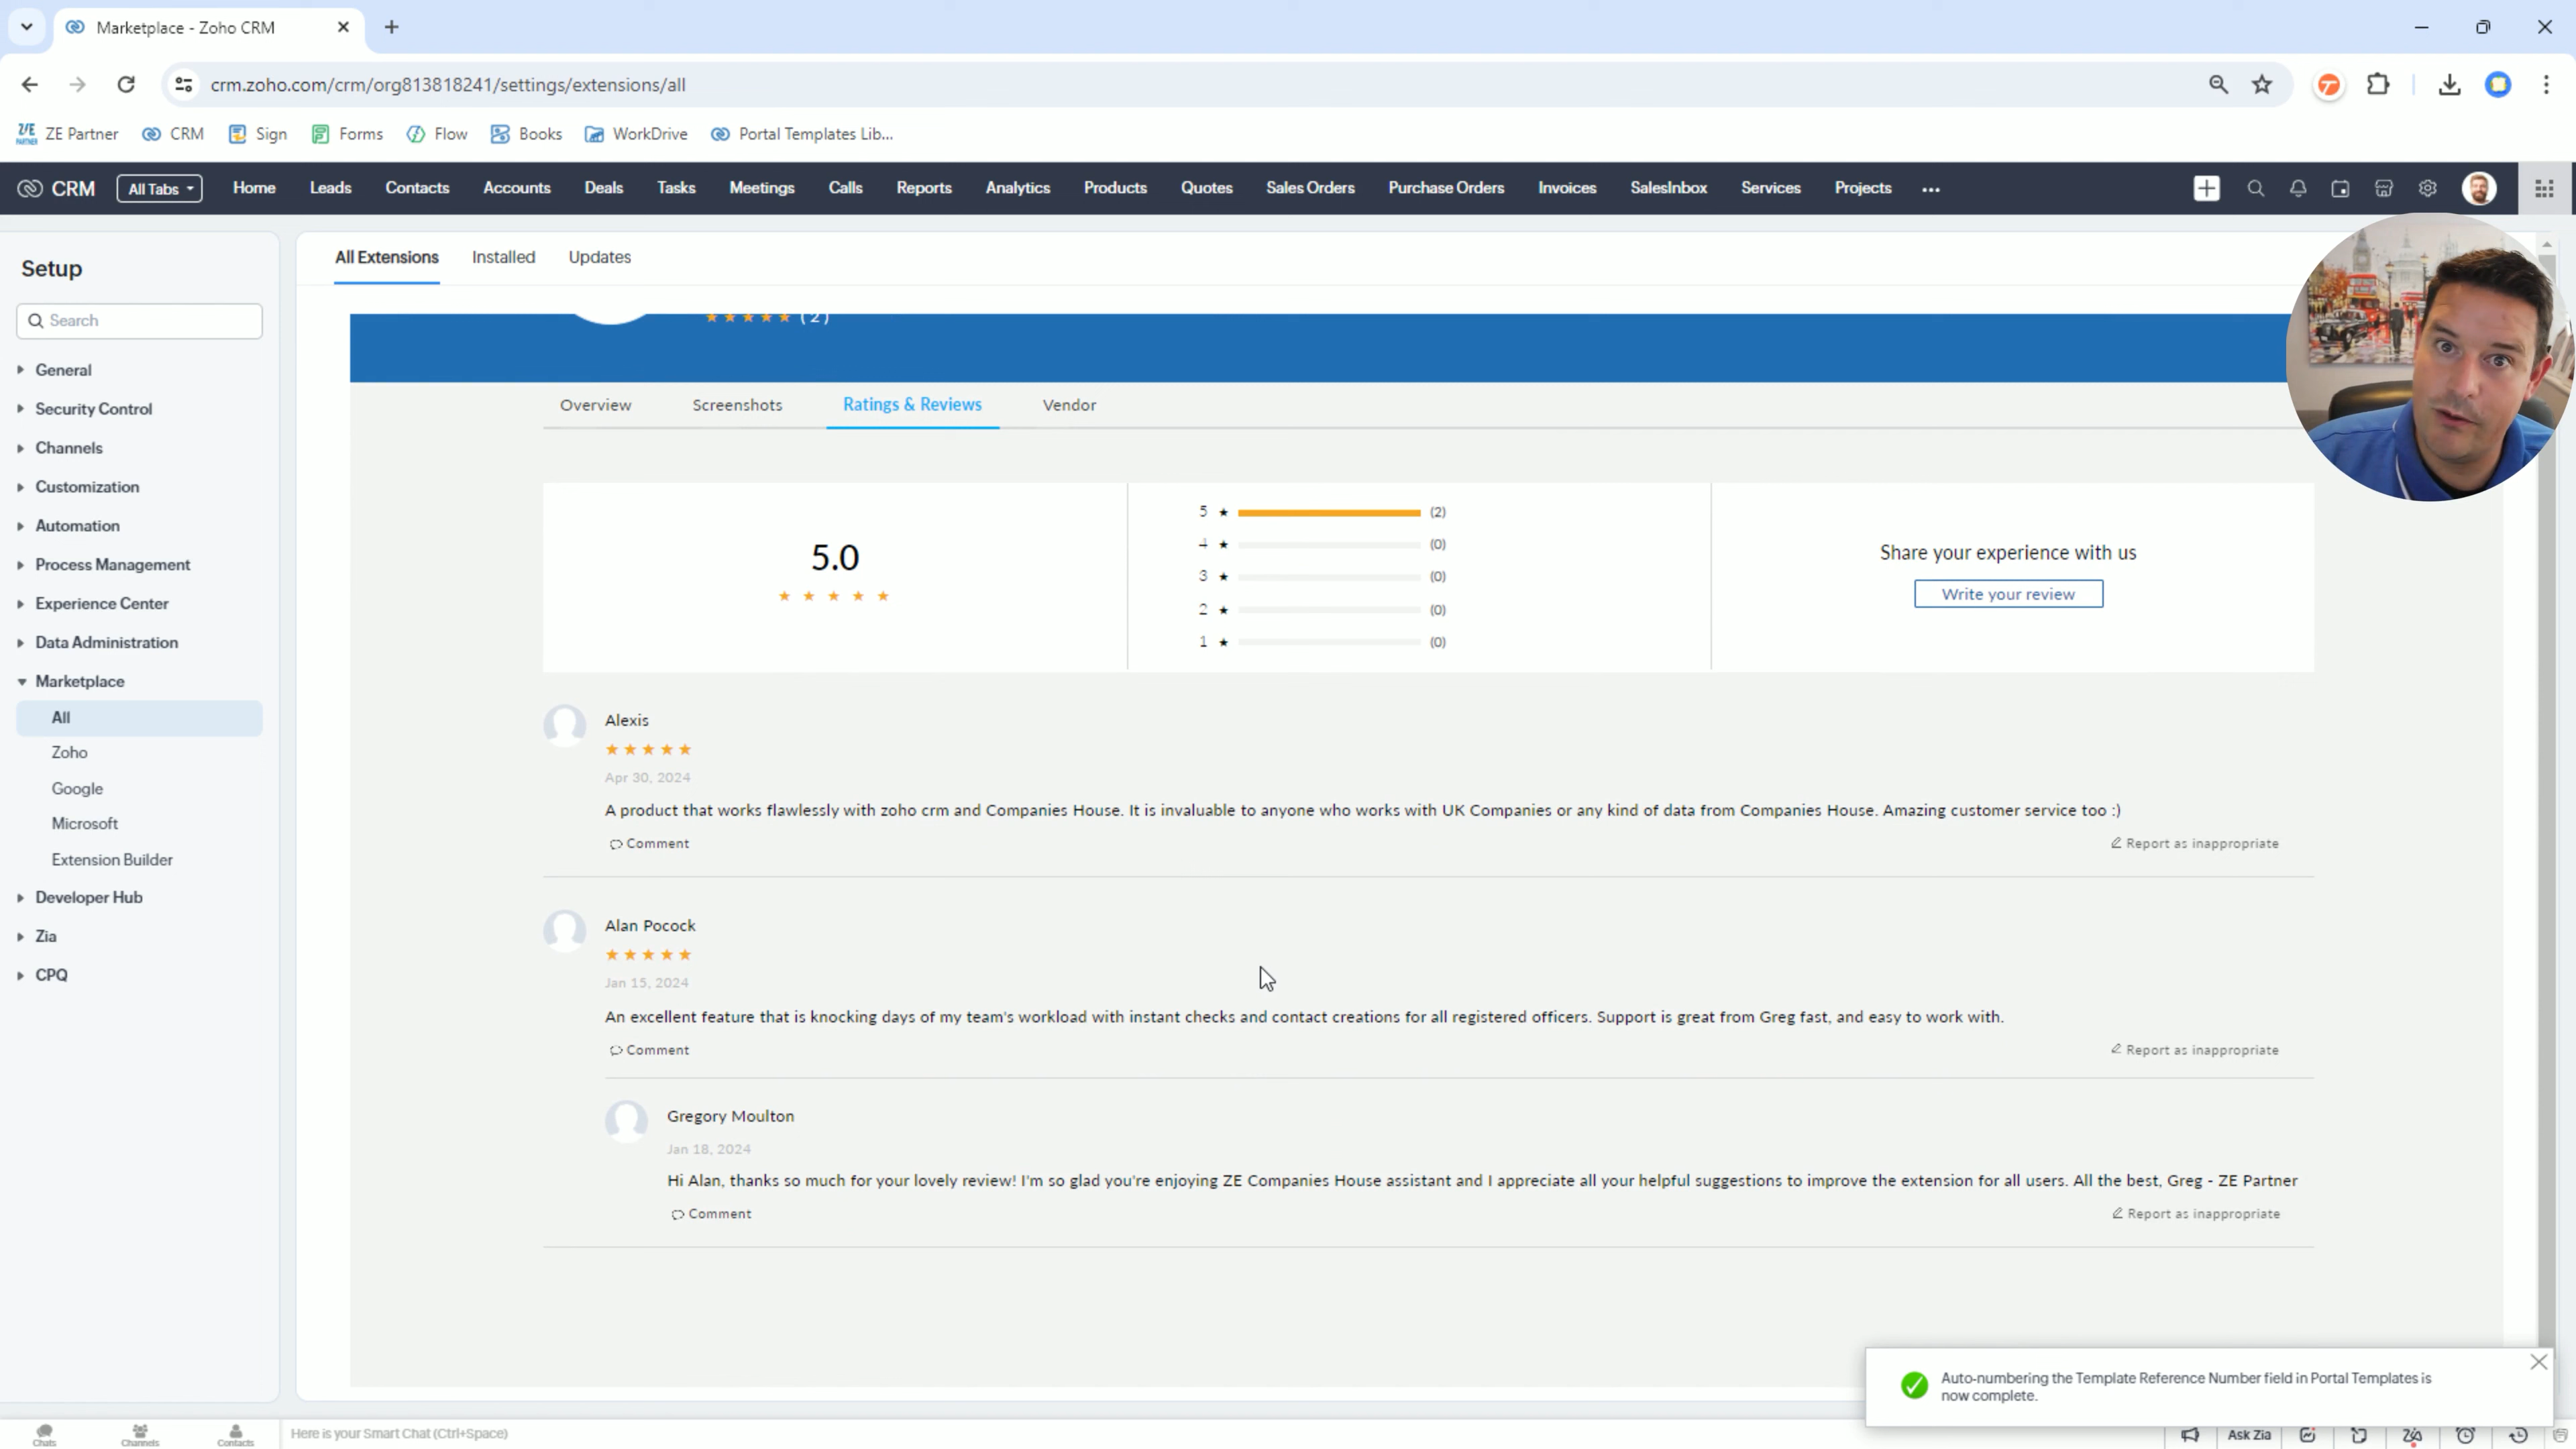 Marketplace - Zoho CRM
crm.zoho.com/crm/org813818241/settings/extensions/all
ZE Partner CRM Sign Forms Flow Books WorkDrive Portal Templates Lib...
CRM All Tabs Home Leads Contacts Accounts Deals Tasks Meetings Calls Reports Analytics Products Quotes Sales Orders Purchase Orders Invoices SalesInbox Services Projects ...
Setup
Search
General
Security Control
Channels
Customization
Automation
Process Management
Experience Center
Data Administration
Marketplace
All
Zoho
Google
Microsoft
Extension Builder
Developer Hub
Zia
CPQ
All Extensions Installed Updates
(2)
Overview Screenshots Ratings & Reviews Vendor
5.0
5 ★ (2)
4 ★ (0)
3 ★ (0)
2 ★ (0)
1 ★ (0)
Share your experience with us
Write your review
Alexis
Apr 30, 2024
A product that works flawlessly with zoho crm and Companies House. It is invaluable to anyone who works with UK Companies or any kind of data from Companies House. Amazing customer service too :)
Comment Report as inappropriate
Alan Pocock
Jan 15, 2024
An excellent feature that is knocking days of my team's workload with instant checks and contact creations for all registered officers. Support is great from Greg fast, and easy to work with.
Comment Report as inappropriate
Gregory Moulton
Jan 18, 2024
Hi Alan, thanks so much for your lovely review! I'm so glad you're enjoying ZE Companies House assistant and I appreciate all your helpful suggestions to improve the extension for all users. All the best, Greg - ZE Partner
Comment Report as inappropriate
Auto-numbering the Template Reference Number field in Portal Templates is
now complete.
Chats Channels Contacts Here is your Smart Chat (Ctrl+Space) Ask Zia